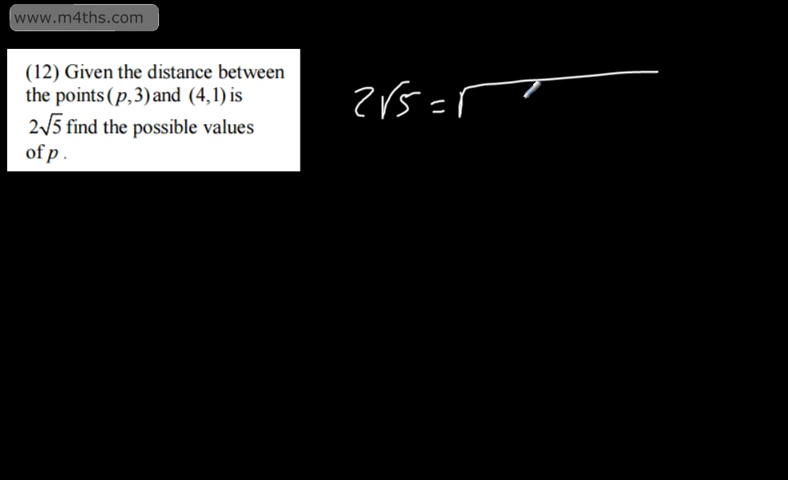 www.m4ths.com
(12) Given the distance between
the points (p,3) and (4,1) is
2√5 find the possible values
of p.
2√5 = √